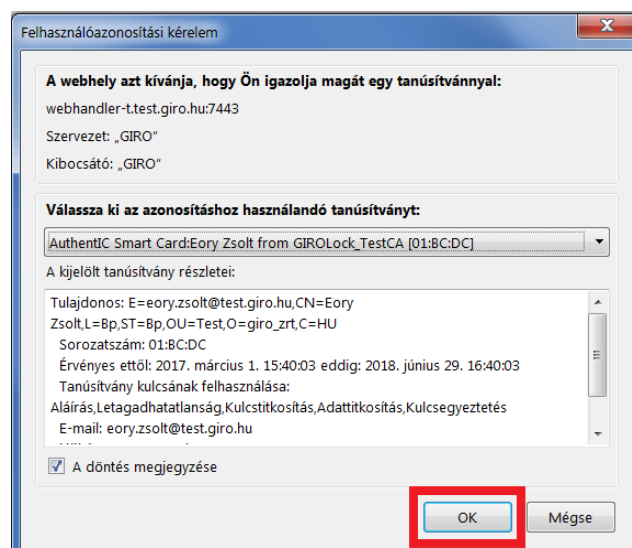 Felhasználóazonosítási kérelem
A webhely azt kívánja, hogy Ön igazolja magát egy tanúsítvánnyal:
webhandler-t.test.giro.hu:7443
Szervezet: „GIRO”
Kibocsátó: „GIRO”
Válassza ki az azonosításhoz használandó tanúsítványt:
AuthentIC Smart Card:Eory Zsolt from GIROLock_TestCA [01:BC:DC]
A kijelölt tanúsítvány részletei:
Tulajdonos: E=eory.zsolt@test.giro.hu,CN=Eory
Zsolt,L=Bp,ST=Bp,OU=Test,O=giro_zrt,C=HU
Sorozatszám: 01:BC:DC
Érvényes ettől: 2017. március 1. 15:40:03 eddig: 2018. június 29. 16:40:03
Tanúsítvány kulcsának felhasználása:
Aláírás,Letagadhatatlanság,Kulcstitkosítás,Adattitkosítás,Kulcsegyeztetés
E-mail: eory.zsolt@test.giro.hu
A döntés megjegyzése
OK
Mégse